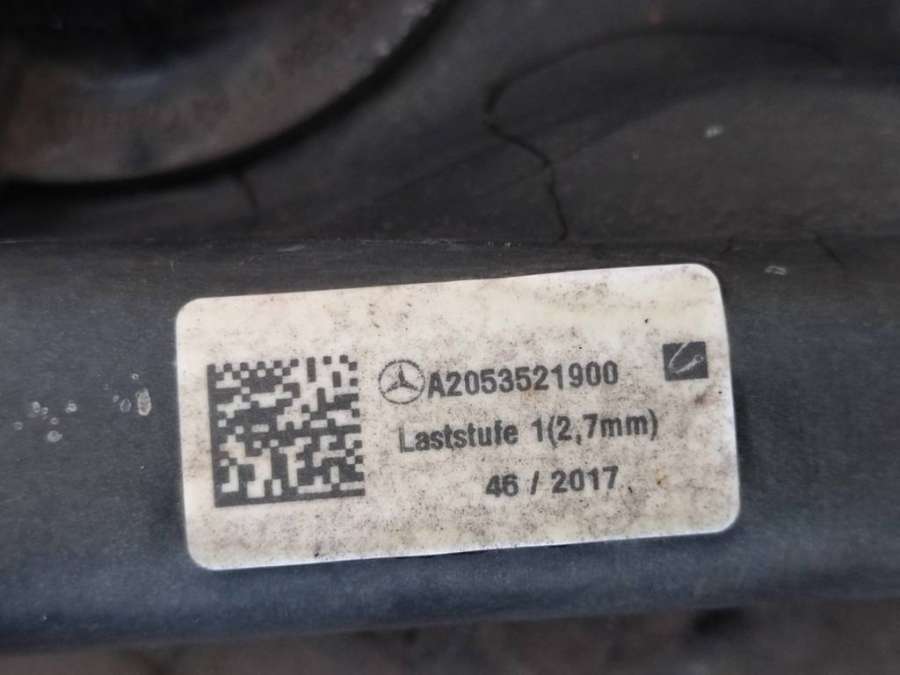 A2053521900
Laststufe 1(2,7mm)
46 / 2017